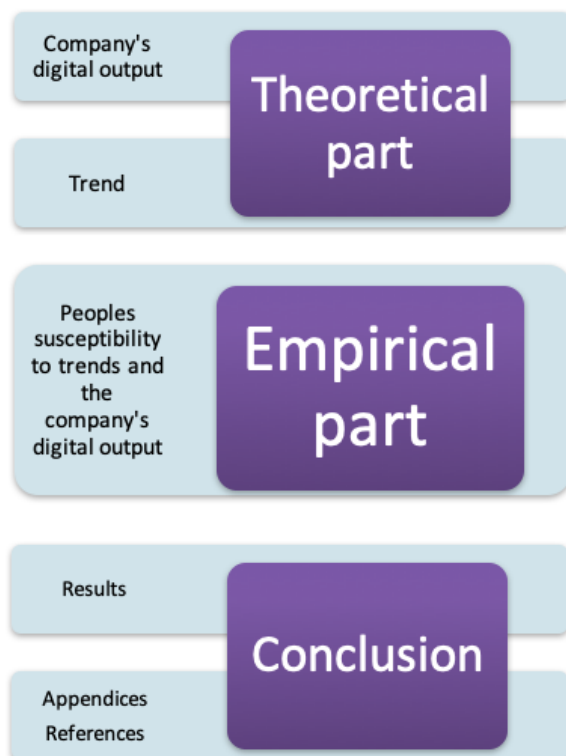 Company's
digital output
Theoretical
part
Trend
Peoples
susceptibility
to trends and
the
company's
digital output
Empirical
part
Results
Conclusion
Appendices
References